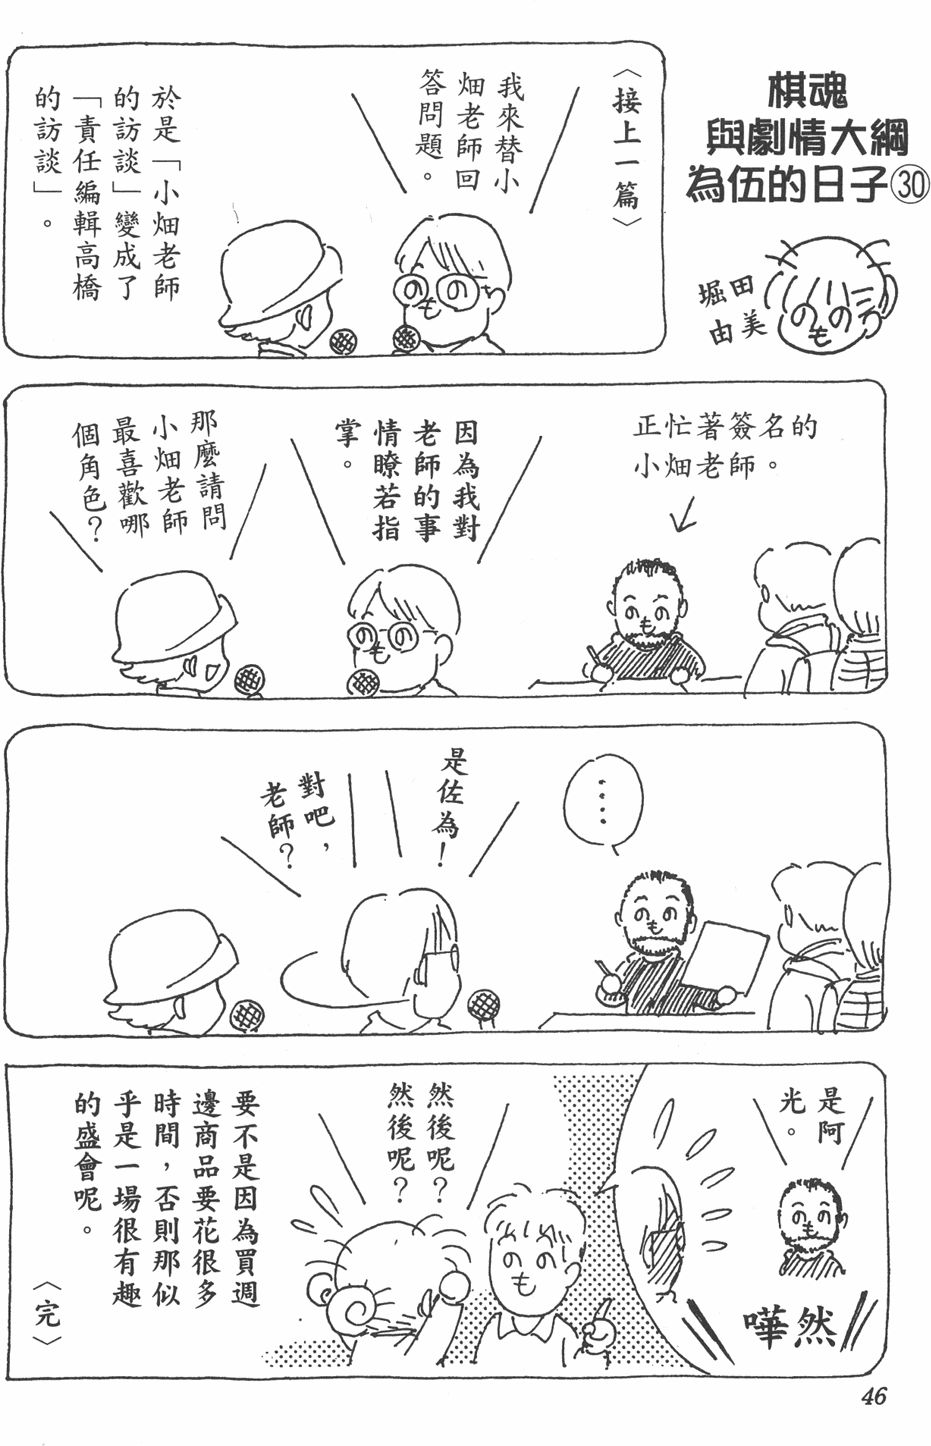 棋魂
與劇情大綱
為伍的日子㉚
堀田
由美
〈接上一篇〉
我來替小
畑老師回
答問題。
於是「小畑老師
的訪談」變成了
「責任編輯高橋
的訪談」。
正忙著簽名的
小畑老師。
因為我對
老師的事
情瞭若指
掌。
那麼請問
小畑老師
最喜歡哪
個角色？
‥‥
是佐為！
對吧，
老師？
是阿
光。
嘩然
然後呢？
然後呢？
要不是因為買週
邊商品要花很多
時間，否則那似
乎是一場很有趣
的盛會呢。
〈完〉
46